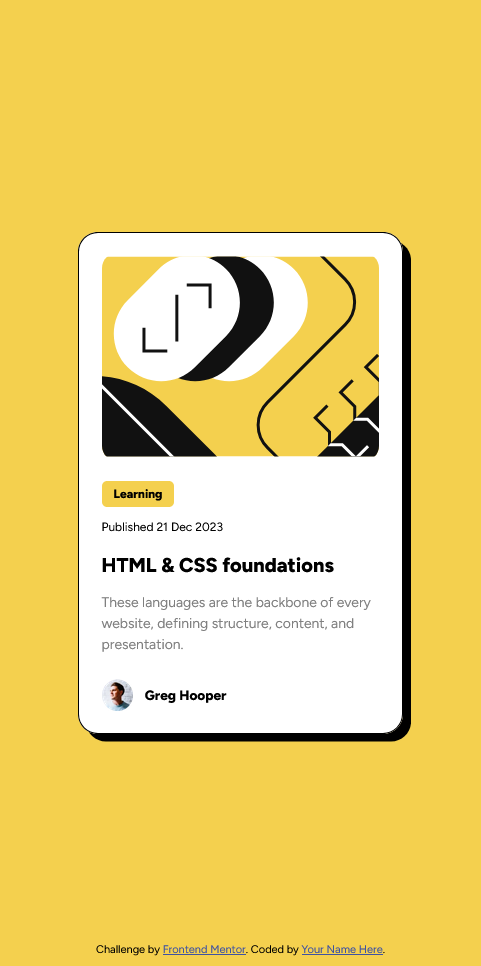 Learning
Published 21 Dec 2023
HTML & CSS foundations
These languages are the backbone of every
website, defining structure, content, and
presentation.
Greg Hooper
Challenge by Frontend Mentor. Coded by Your Name Here.